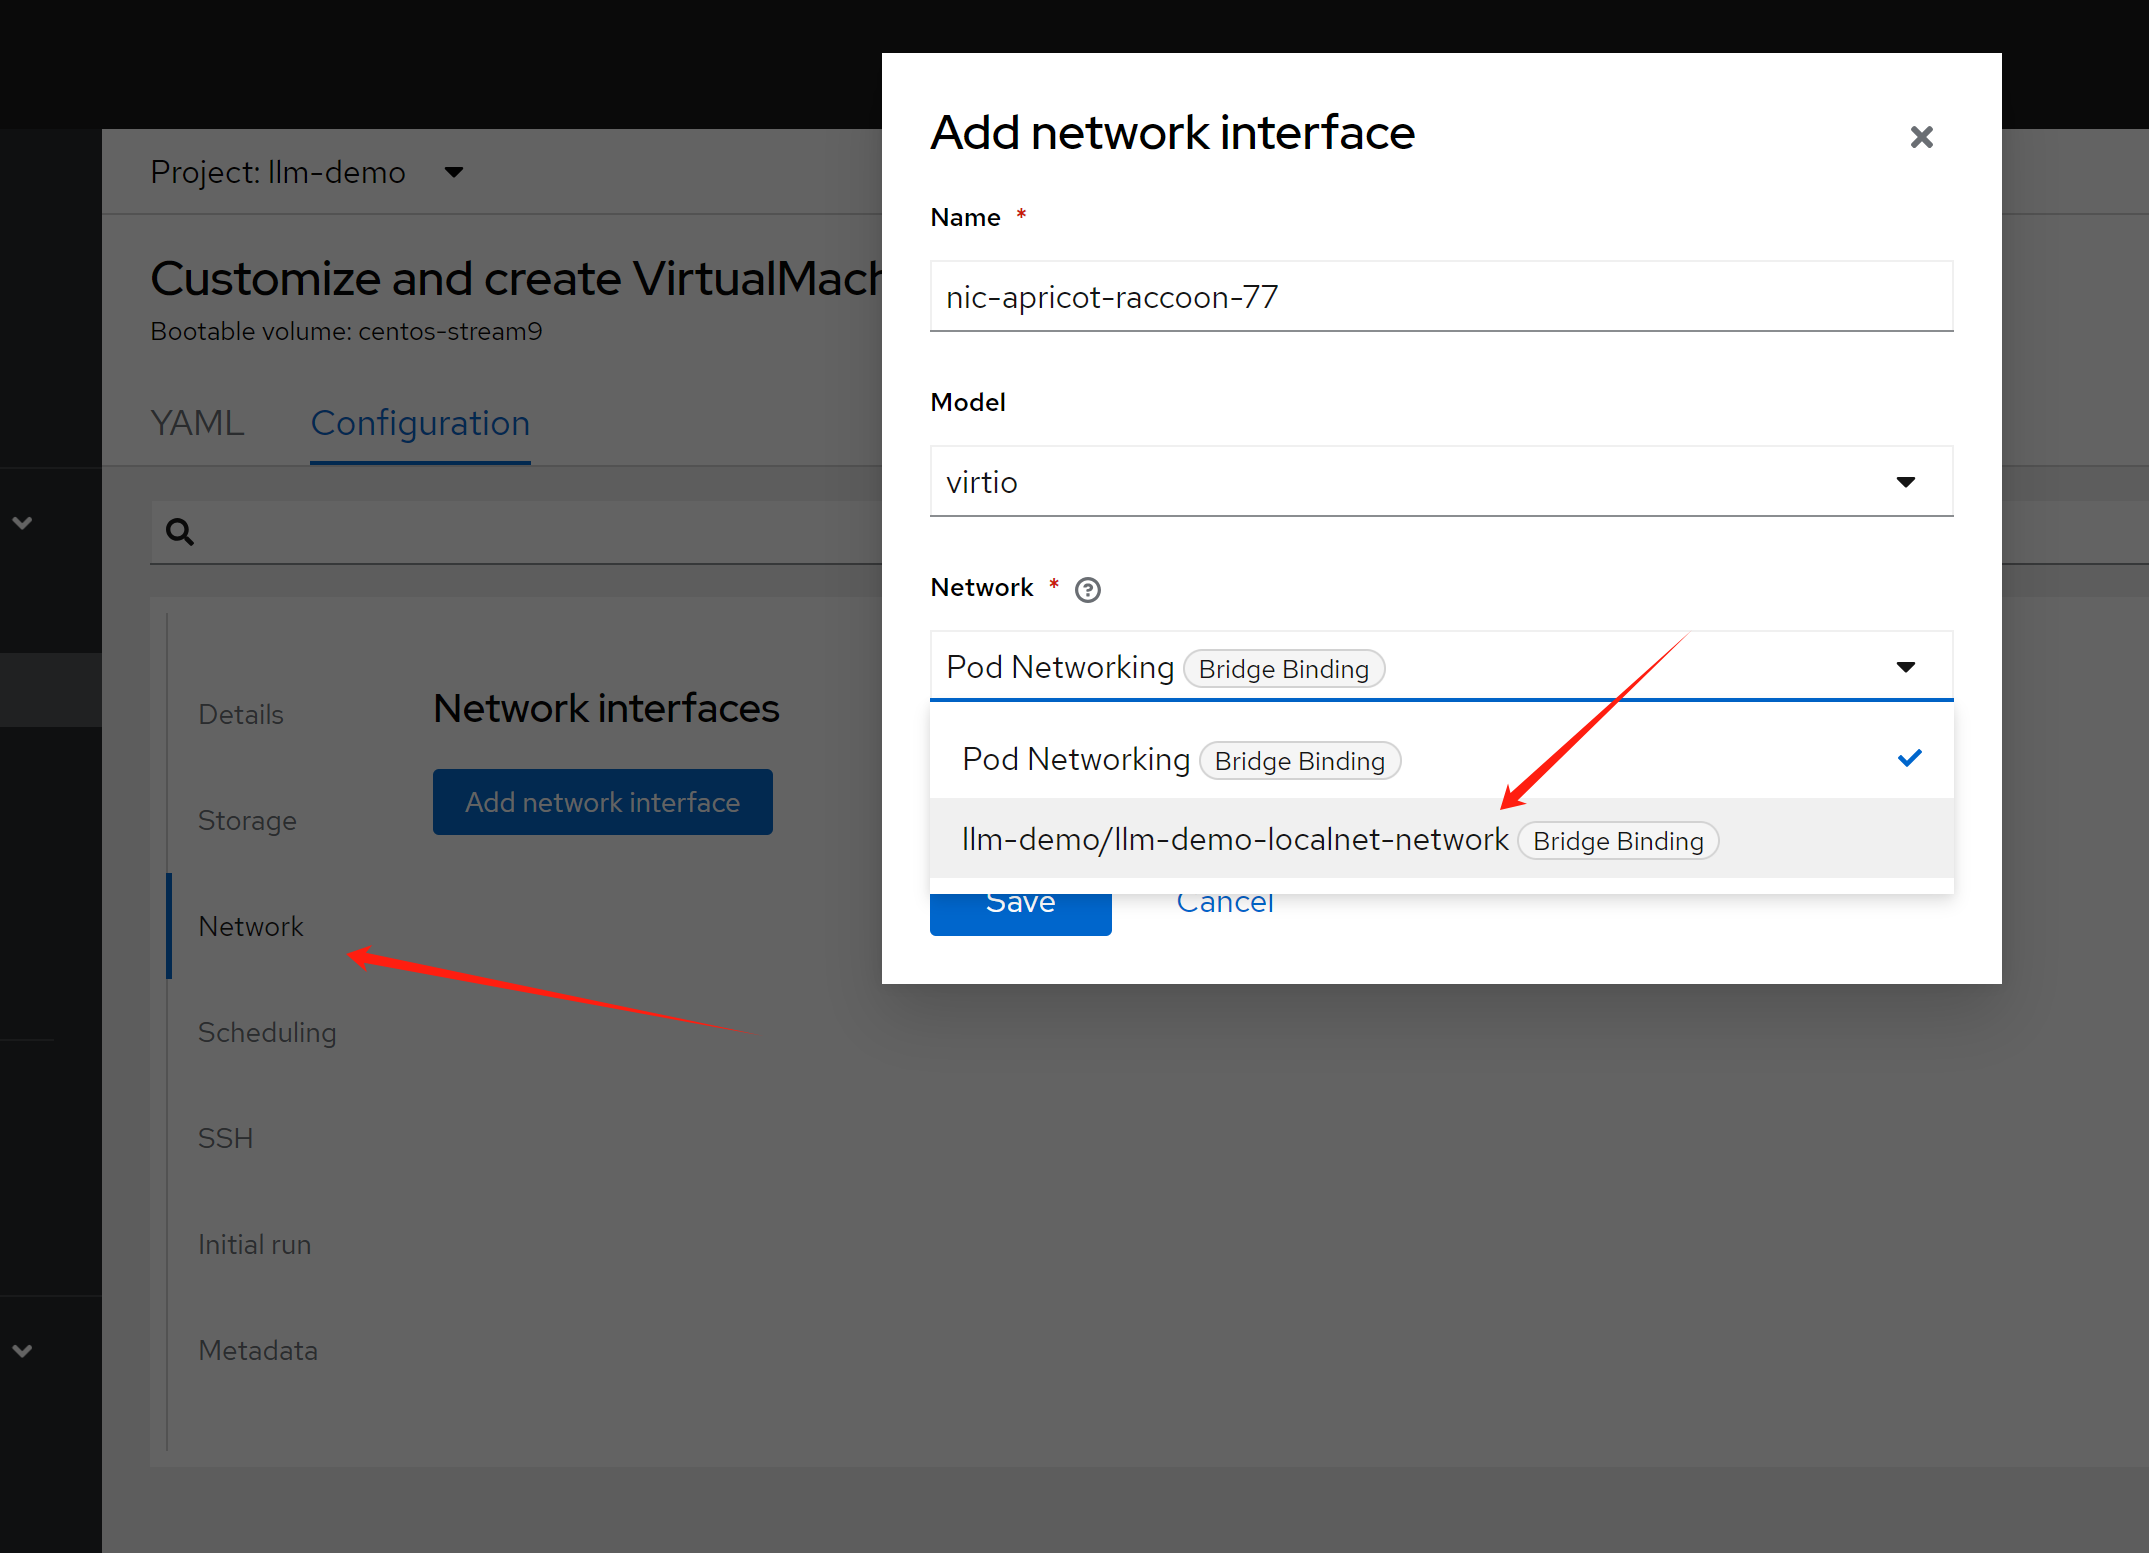 Project: llm-demo
Customize and create VirtualMach
Bootable volume: centos-stream9
YAML
Configuration
Details
Storage
Network
Scheduling
SSH
Initial run
Metadata
Network interfaces
Add network interface
Add network interface
Name *
nic-apricot-raccoon-77
Model
virtio
Network *
Pod Networking Bridge Binding
Pod Networking Bridge Binding
llm-demo/llm-demo-localnet-network Bridge Binding
Save
Cancel